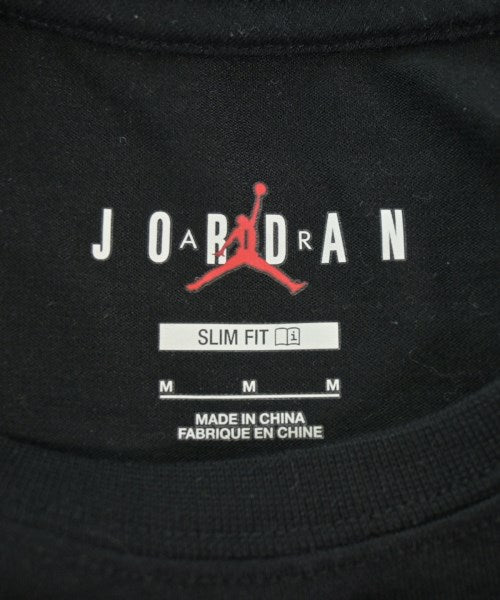 JORDAN
AIR
SLIM FIT i
M M M
MADE IN CHINA
FABRIQUE EN CHINE